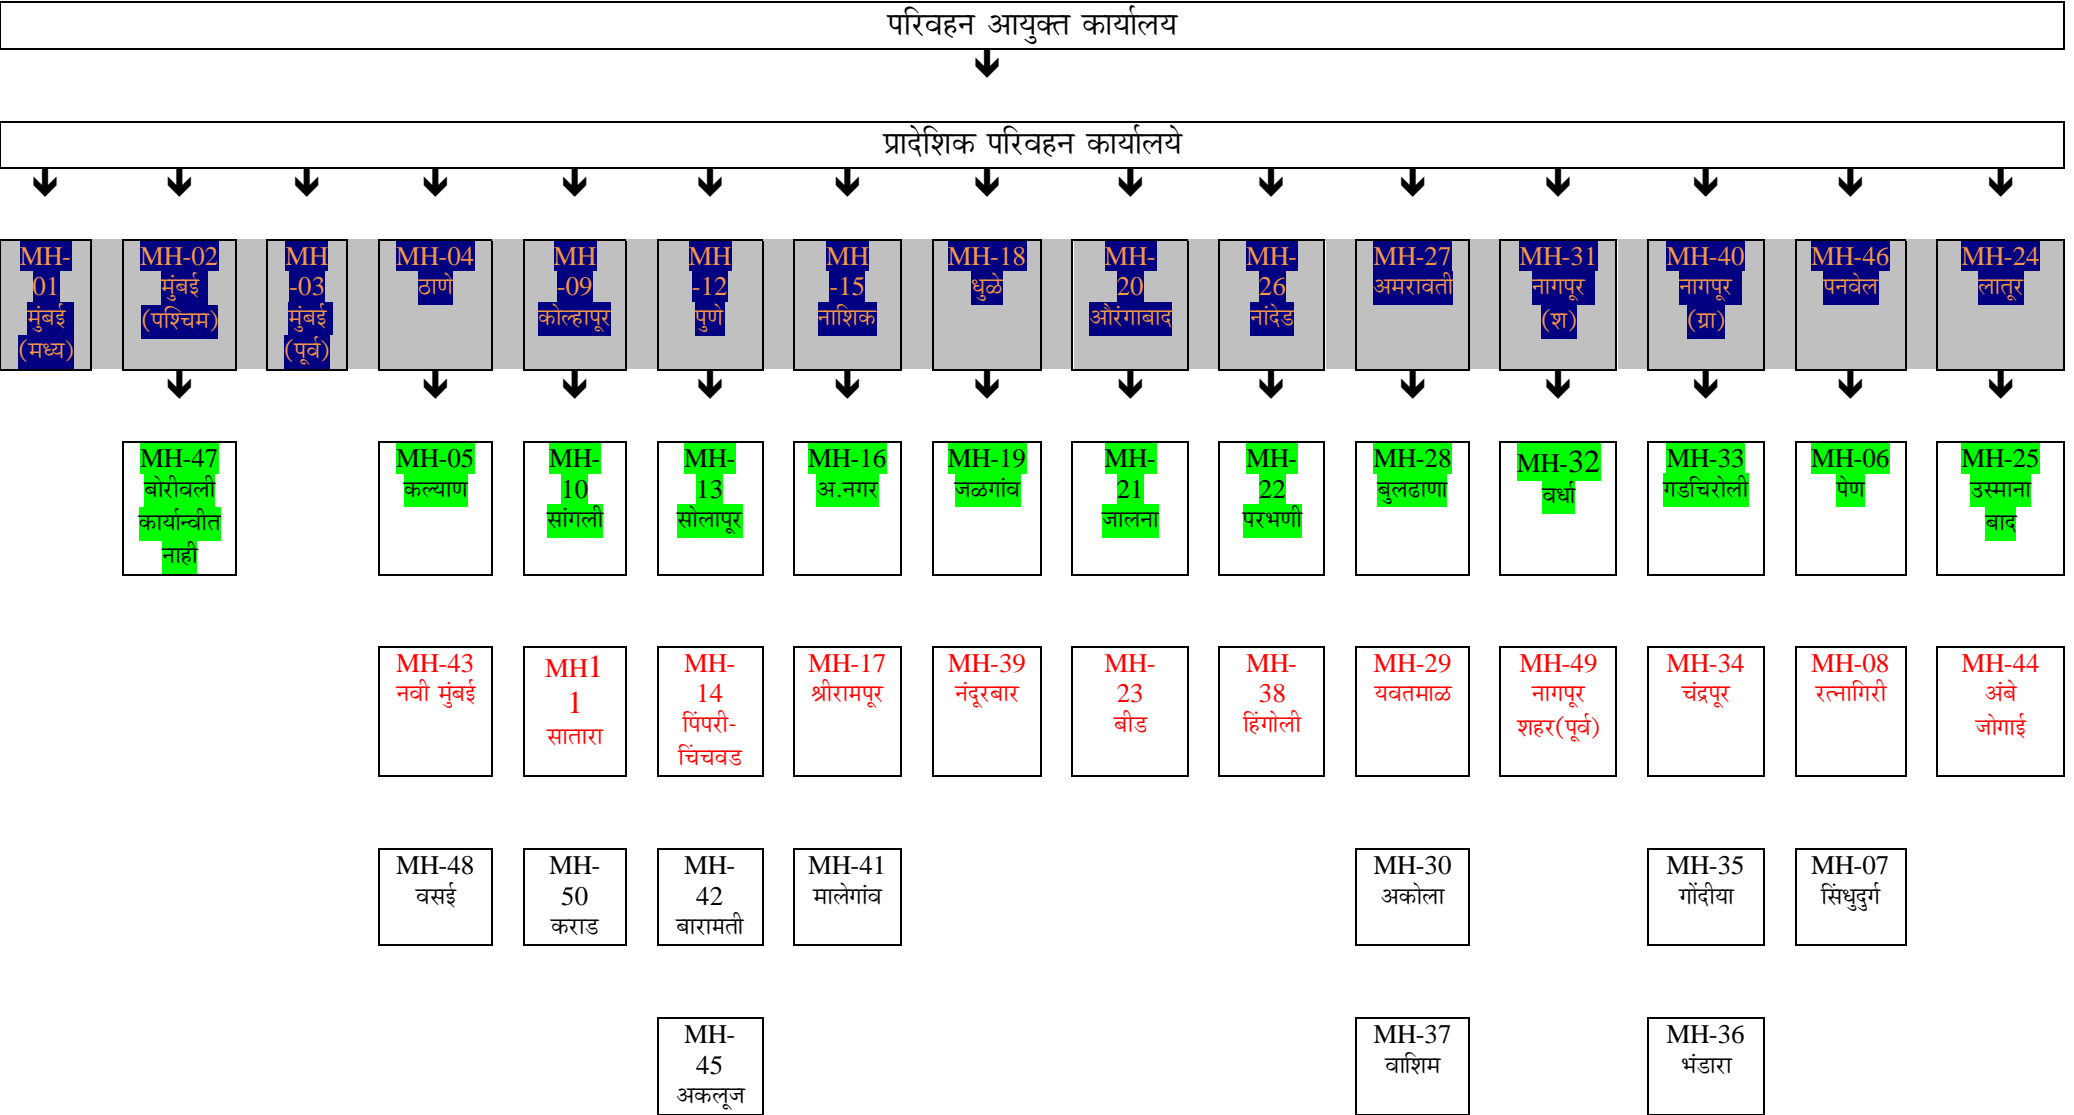 परिवहन आयुक्त कार्यालय
प्रादेशिक परिवहन कार्यालये
MH-
01
मुंबई
(मध्य)
MH-02
मुंबई
(पश्चिम)
MH
-03
मुंबई
(पूर्व)
MH-04
ठाणे
MH
-09
कोल्हापूर
MH
-12
पुणे
MH
-15
नाशिक
MH-18
धुळे
MH-
20
औरंगाबाद
MH-
26
नांदेड
MH-27
अमरावती
MH-31
नागपूर
(श)
MH-40
नागपूर
(ग्रा)
MH-46
पनवेल
MH-24
लातूर
MH-47
बोरीवली
कार्यान्वीत
नाही
MH-05
कल्याण
MH-
10
सांगली
MH-
13
सोलापूर
MH-16
अ.नगर
MH-19
जळगांव
MH-
21
जालना
MH-
22
परभणी
MH-28
बुलढाणा
MH-32
वर्धा
MH-33
गडचिरोली
MH-06
पेण
MH-25
उस्माना
बाद
MH-43
नवी मुंबई
MH1
1
सातारा
MH-
14
पिंपरी-
चिंचवड
MH-17
श्रीरामपूर
MH-39
नंदूरबार
MH-
23
बीड
MH-
38
हिंगोली
MH-29
यवतमाळ
MH-49
नागपूर
शहर(पूर्व)
MH-34
चंद्रपूर
MH-08
रत्नागिरी
MH-44
अंबे
जोगाई
MH-48
वसई
MH-
50
कराड
MH-
42
बारामती
MH-41
मालेगांव
MH-30
अकोला
MH-35
गोंदीया
MH-07
सिंधुदुर्ग
MH-
45
अकलूज
MH-37
वाशिम
MH-36
भंडारा